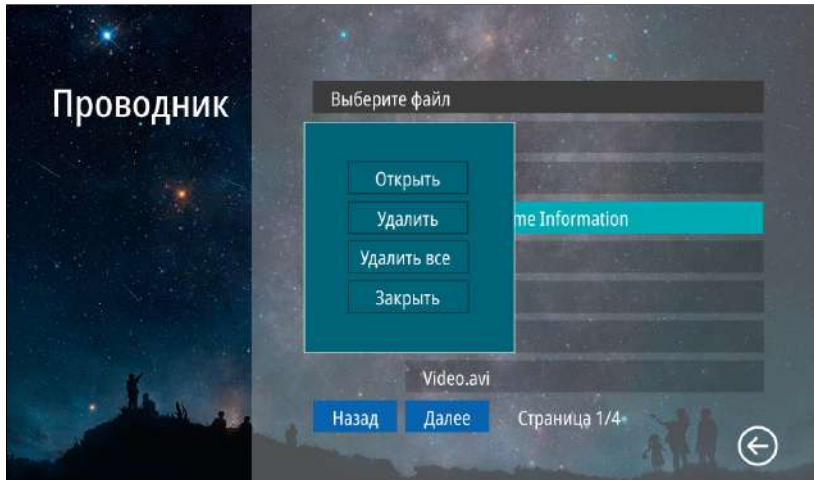 Проводник
Выберите файл
Открыть
Удалить
me Information
Удалить все
Закрыть
Video.avi
Назад Далее Страница 1/4